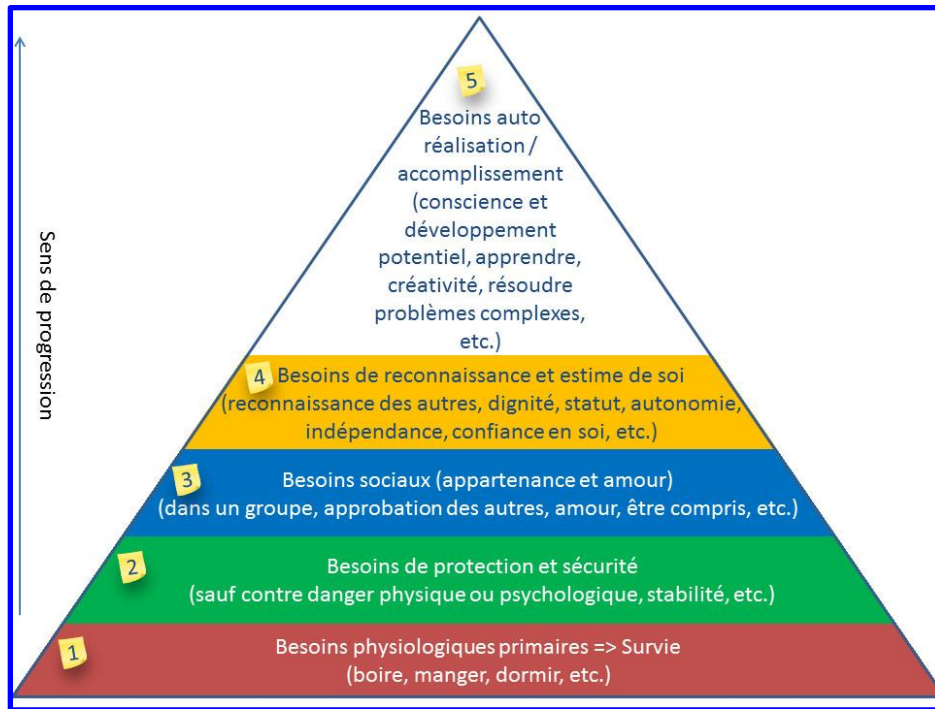 5
Besoins auto
réalisation /
accomplissement
(conscience et
développement
potentiel, apprendre,
créativité, résoudre
problèmes complexes,
etc.)
4
Besoins de reconnaissance et estime de soi
(reconnaissance des autres, dignité, statut, autonomie,
indépendance, confiance en soi, etc.)
3
Besoins sociaux (appartenance et amour)
(dans un groupe, approbation des autres, amour, être compris, etc.)
2
Besoins de protection et sécurité
(sauf contre danger physique ou psychologique, stabilité, etc.)
1
Besoins physiologiques primaires => Survie
(boire, manger, dormir, etc.)
Sens de progression